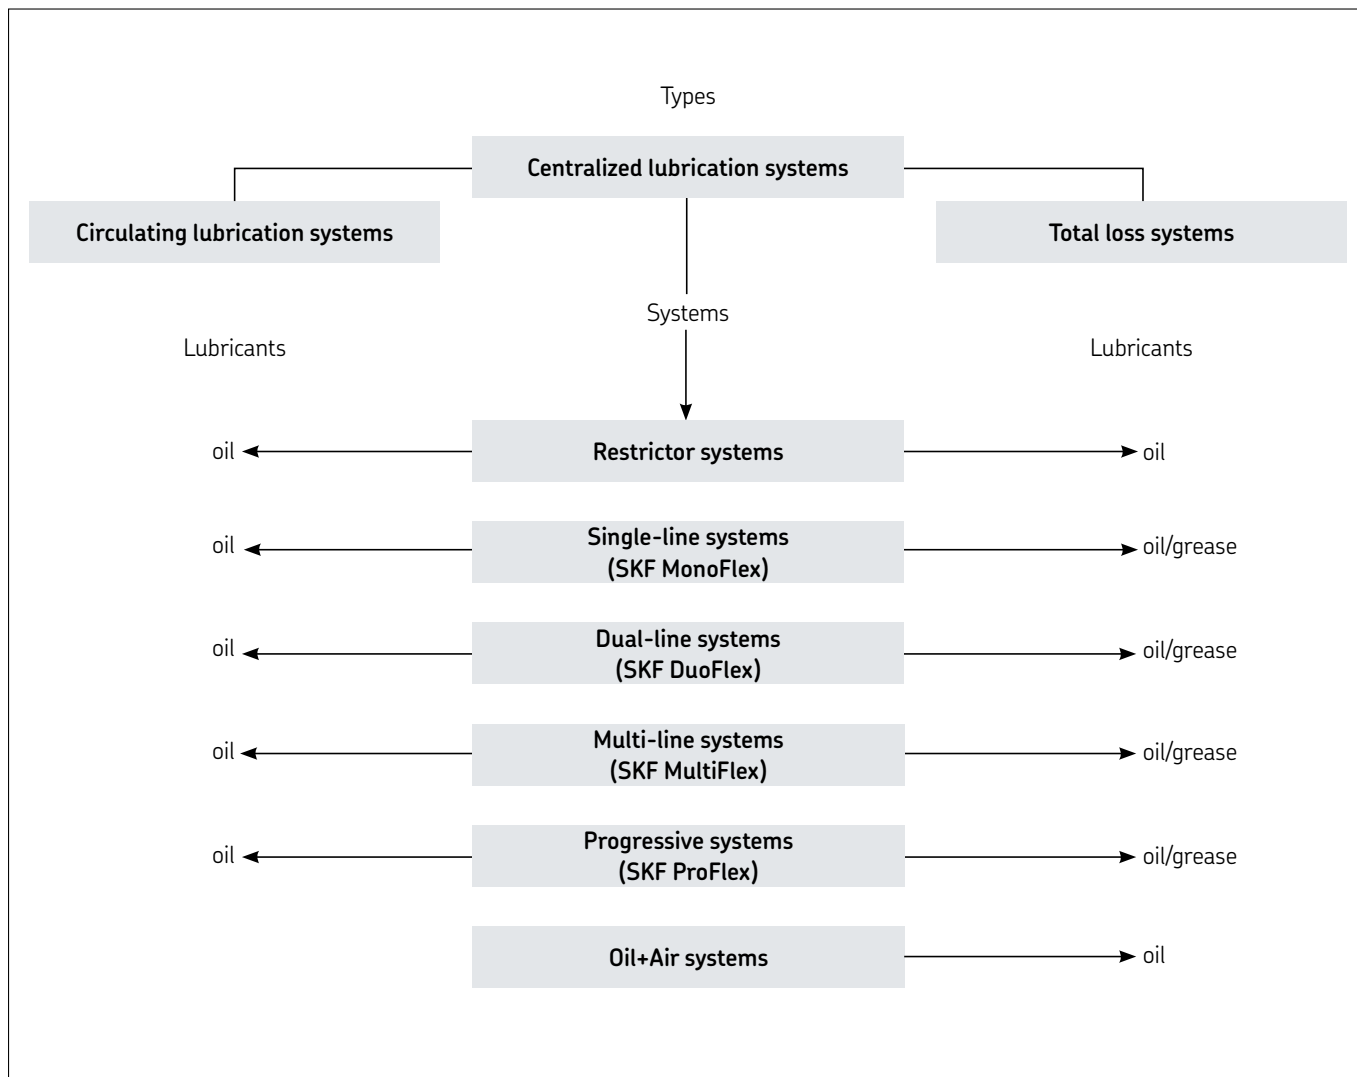 Types
Centralized lubrication systems
Circulating lubrication systems
Total loss systems
Systems
Lubricants
Lubricants
oil
Restrictor systems
oil
oil
Single-line systems
(SKF MonoFlex)
oil/grease
oil
Dual-line systems
(SKF DuoFlex)
oil/grease
oil
Multi-line systems
(SKF MultiFlex)
oil/grease
oil
Progressive systems
(SKF ProFlex)
oil/grease
Oil+Air systems
oil